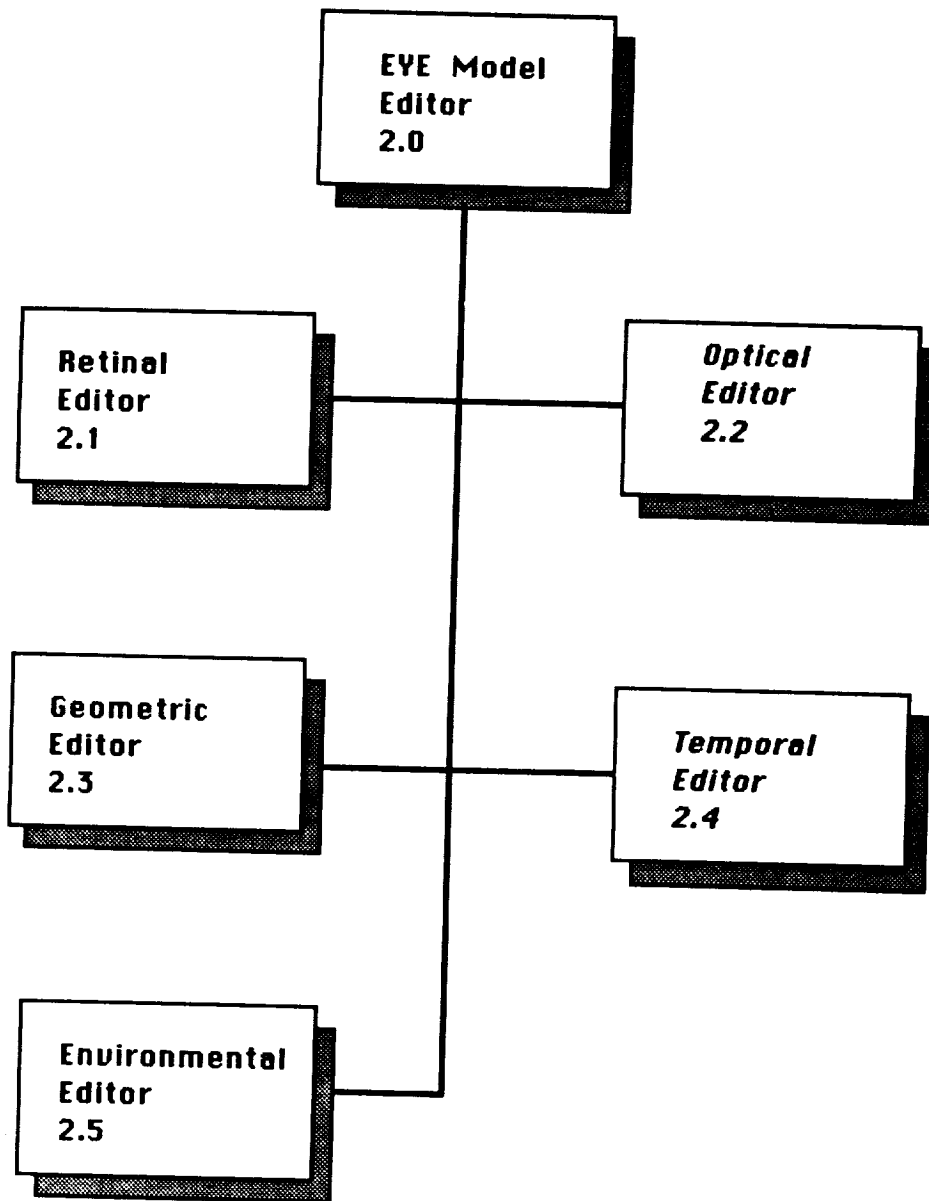 EYE Model
Editor
2.0
Retinal
Editor
2.1
Optical
Editor
2.2
Geometric
Editor
2.3
Temporal
Editor
2.4
Environmental
Editor
2.5